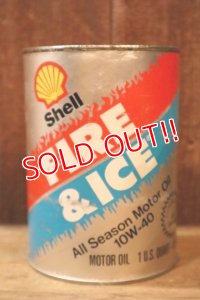 Shell
FIRE
SOLD OUT!!
& ICE
All Season Motor Oil
10W-40
MOTOR OIL 1 U.S. QUART